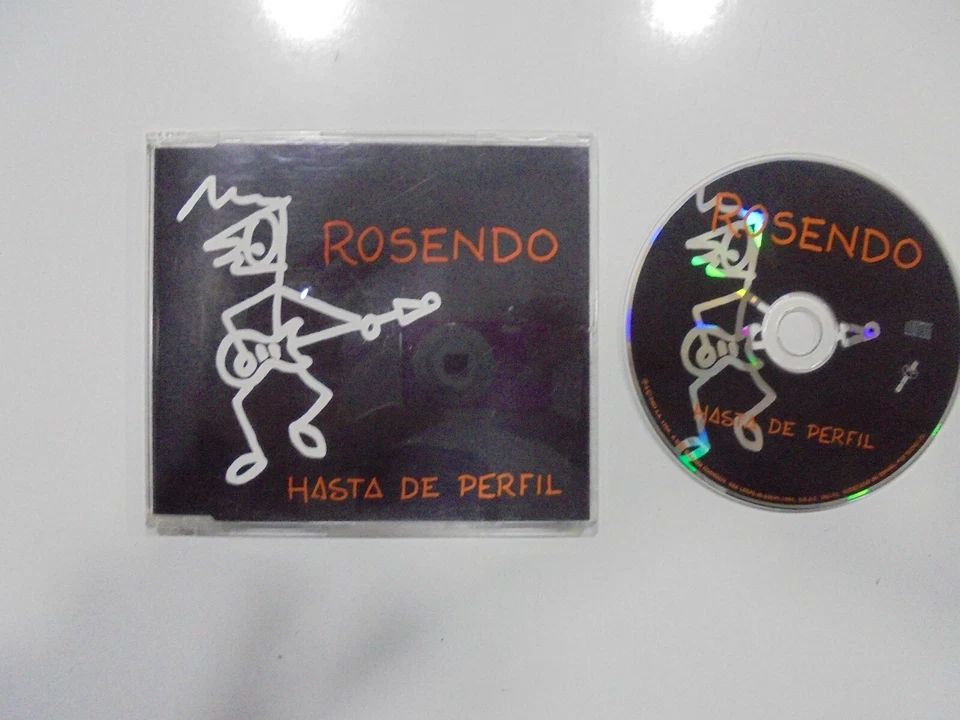 ROSENDO
HASTA DE PERFIL
ROSENDO
HASTA DE PERFIL